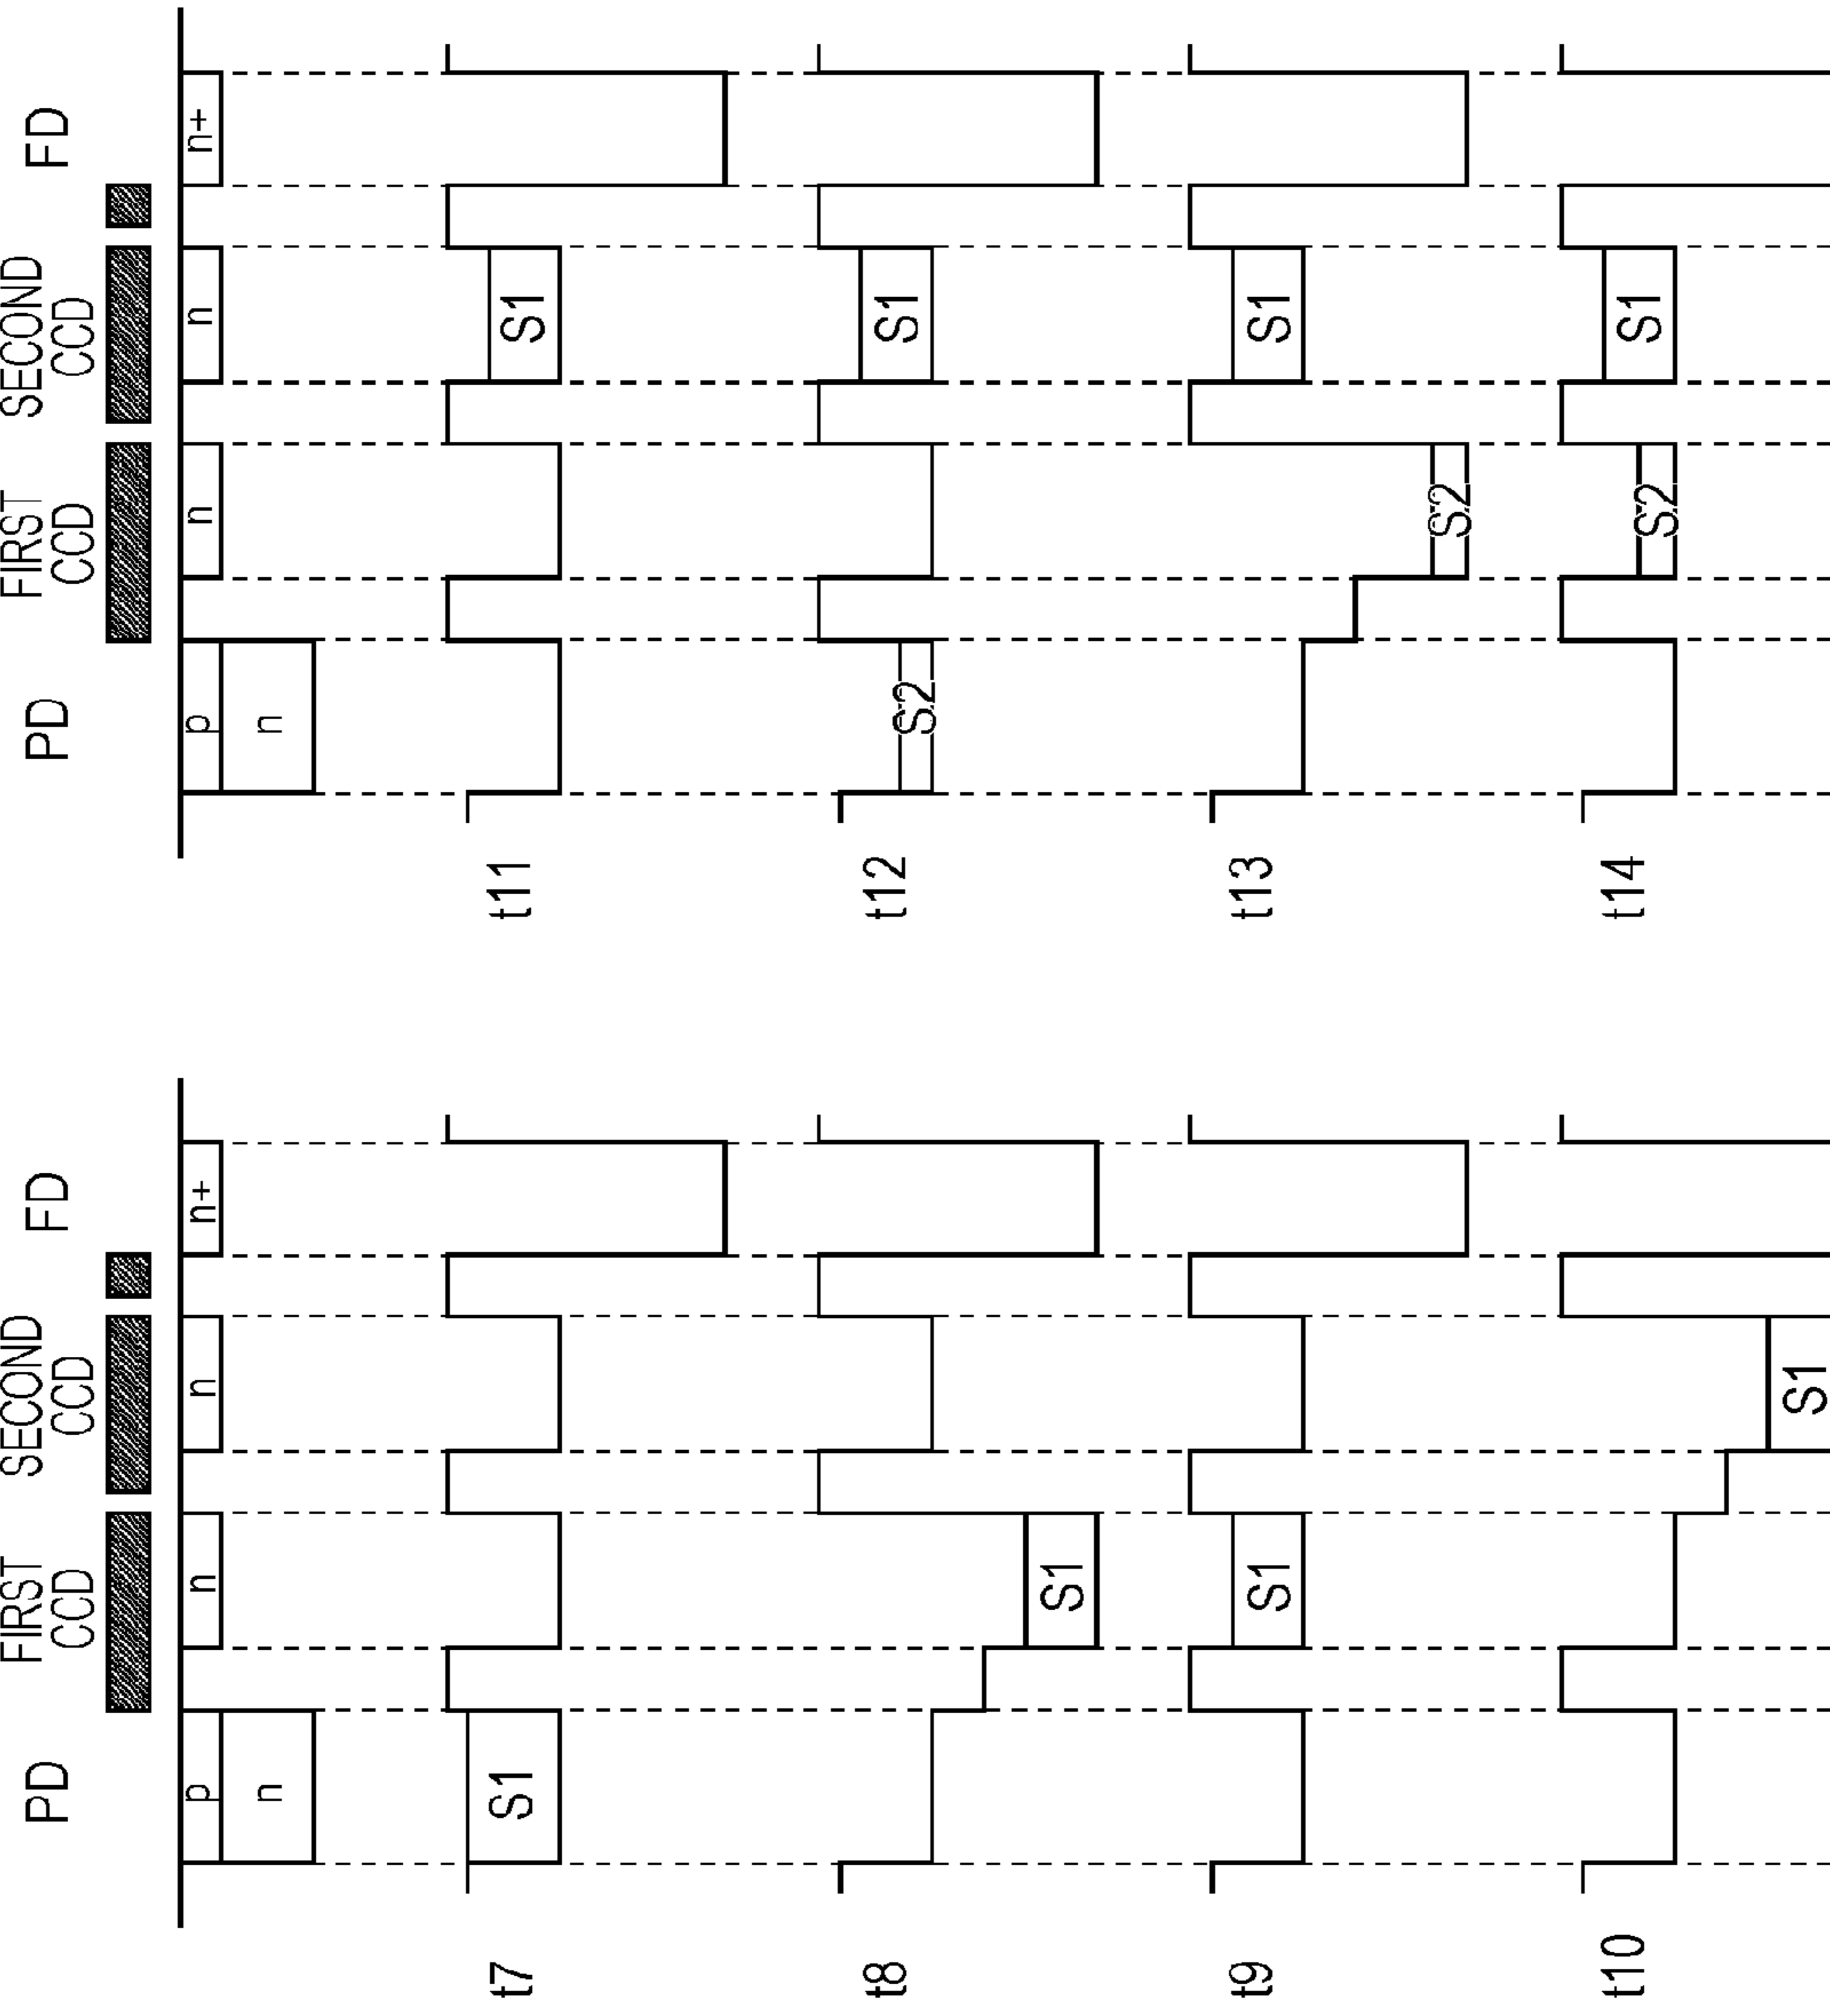 PD
FIRST
CCD
SECOND
CCD
FD
p
n
n
n
n+
t7
S1
t8
S1
t9
S1
t10
S1
PD
FIRST
CCD
SECOND
CCD
FD
p
n
n
n
n+
t11
S1
t12
S2
S1
t13
S2
S1
t14
S2
S1